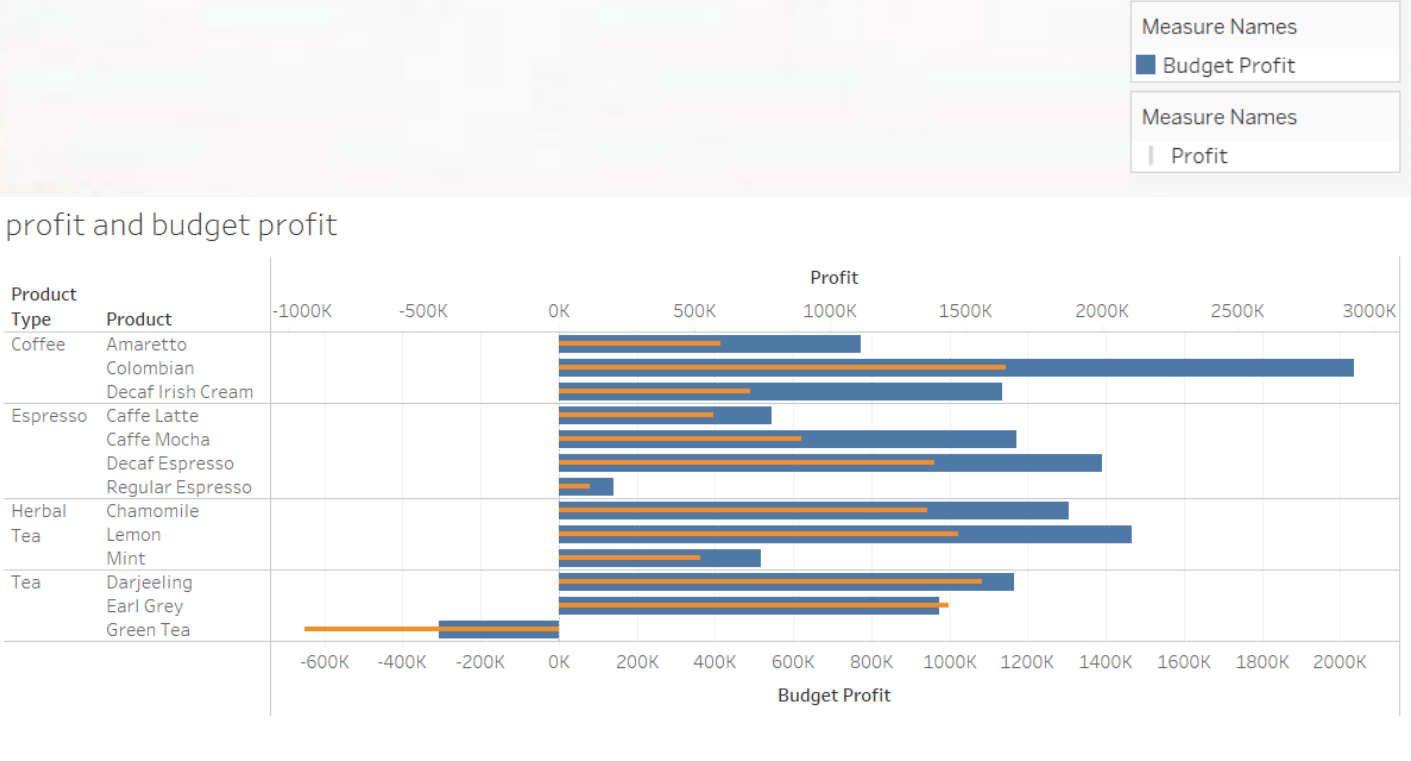 Measure Names
Budget Profit
Measure Names
Profit
profit and budget profit
Profit
Product
Type Product
-1000K -500K 0K 500K 1000K 1500K 2000K 2500K 3000K
Coffee Amaretto
Colombian
Decaf Irish Cream
Espresso Caffe Latte
Caffe Mocha
Decaf Espresso
Regular Espresso
Herbal Chamomile
Tea Lemon
Mint
Tea Darjeeling
Earl Grey
Green Tea
-600K -400K -200K 0K 200K 400K 600K 800K 1000K 1200K 1400K 1600K 1800K 2000K
Budget Profit